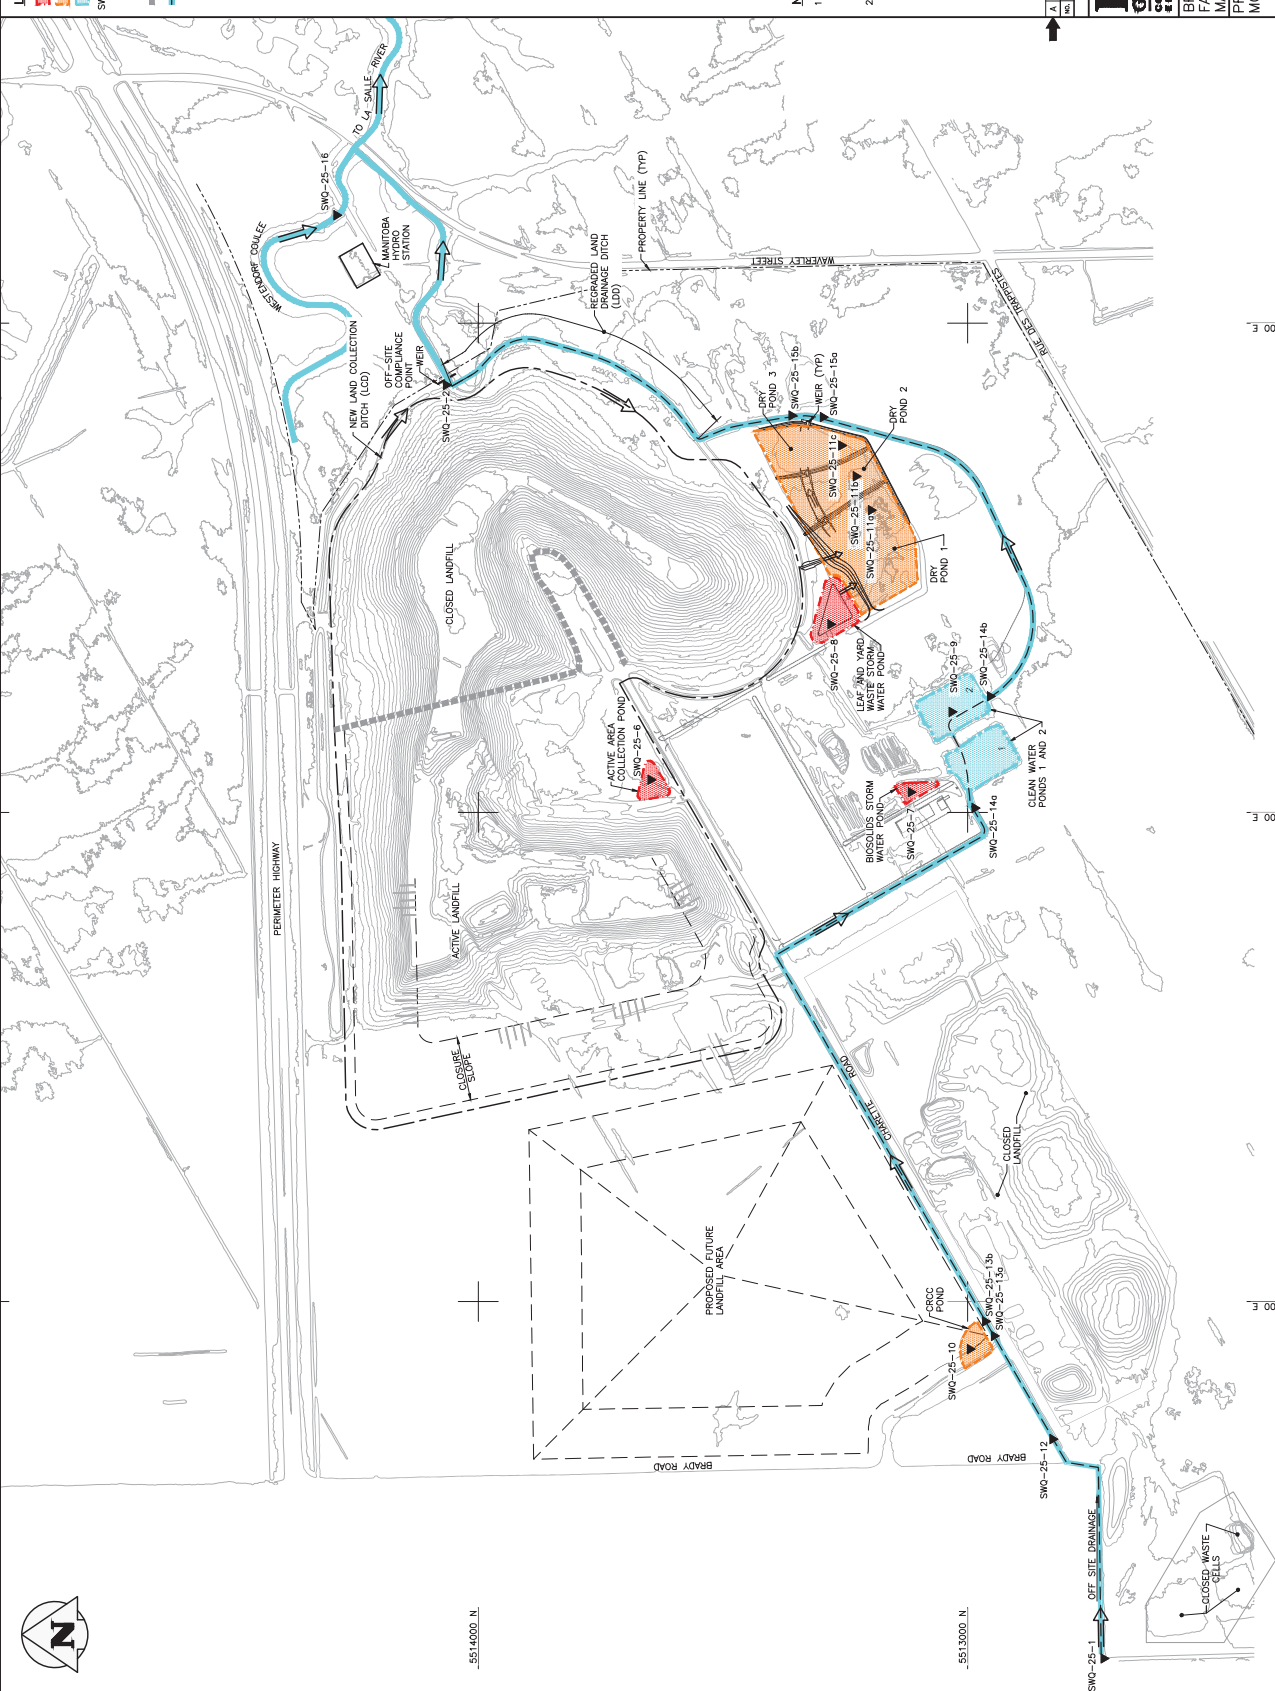 N
5514000 N
5513000 N
PERIMETER HIGHWAY
WESTENDORF COULEE
SWQ-25-16
TO LA SALLE RIVER
MANITOBA
HYDRO
STATION
NEW LAND COLLECTION
DITCH (LCD)
OFF-SITE
COMPLIANCE
POINT
WEIR
SWQ-25-2
REGRADED LAND
DRAINAGE DITCH
(LDD)
PROPERTY LINE (TYP)
WAVERLEY STREET
RUE DES TRAPPISTES
CLOSED LANDFILL
ACTIVE LANDFILL
CLOSURE
SLOPE
ACTIVE AREA
COLLECTION POND
SWQ-25-6
DRY
POND 3
SWQ-25-15b
WEIR (TYP)
SWQ-25-15a
DRY
POND 2
SWQ-25-11c
SWQ-25-11b
SWQ-25-11a
DRY
POND 1
SWQ-25-8
LEAF AND YARD
WASTE STORM
WATER POND
SWQ-25-9
SWQ-25-14b
2
1
CLEAN WATER
PONDS 1 AND 2
BIOSOLIDS STORM
WATER POND
SWQ-25-7
SWQ-25-14a
CHARETTE ROAD
CLOSED
LANDFILL
PROPOSED FUTURE
LANDFILL AREA
CRCC
POND
SWQ-25-10
SWQ-25-13b
SWQ-25-13a
BRADY ROAD
BRADY ROAD
SWQ-25-12
OFF SITE DRAINAGE
SWQ-25-1
CLOSED WASTE
CELLS
1
2
A
NO.